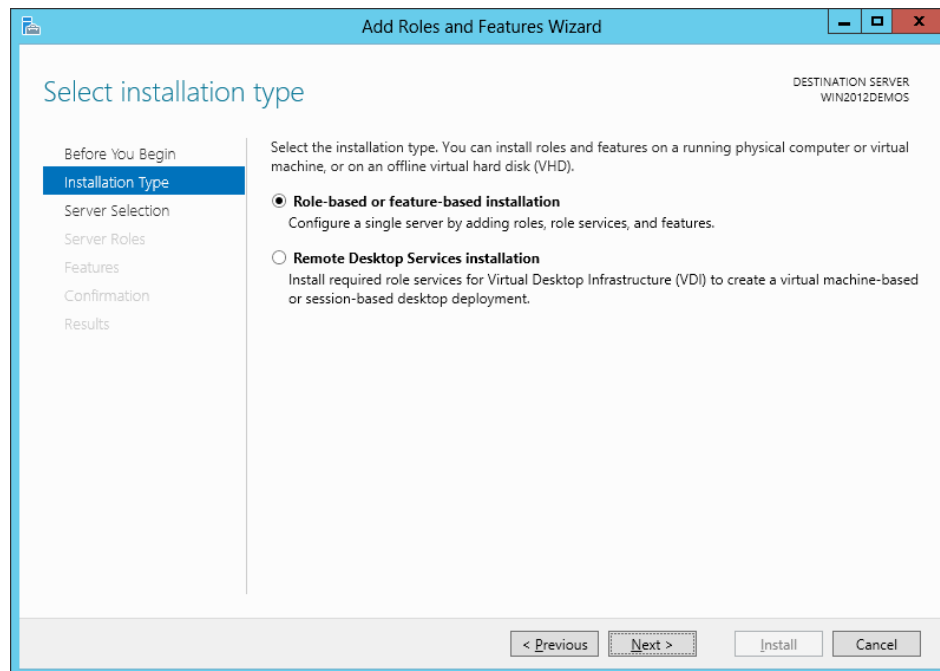 Add Roles and Features Wizard
Select installation type
DESTINATION SERVER
WIN2012DEMOS
Before You Begin
Installation Type
Server Selection
Server Roles
Features
Confirmation
Results
Select the installation type. You can install roles and features on a running physical computer or virtual
machine, or on an offline virtual hard disk (VHD).
Role-based or feature-based installation
Configure a single server by adding roles, role services, and features.
Remote Desktop Services installation
Install required role services for Virtual Desktop Infrastructure (VDI) to create a virtual machine-based
or session-based desktop deployment.
< Previous Next > Install Cancel